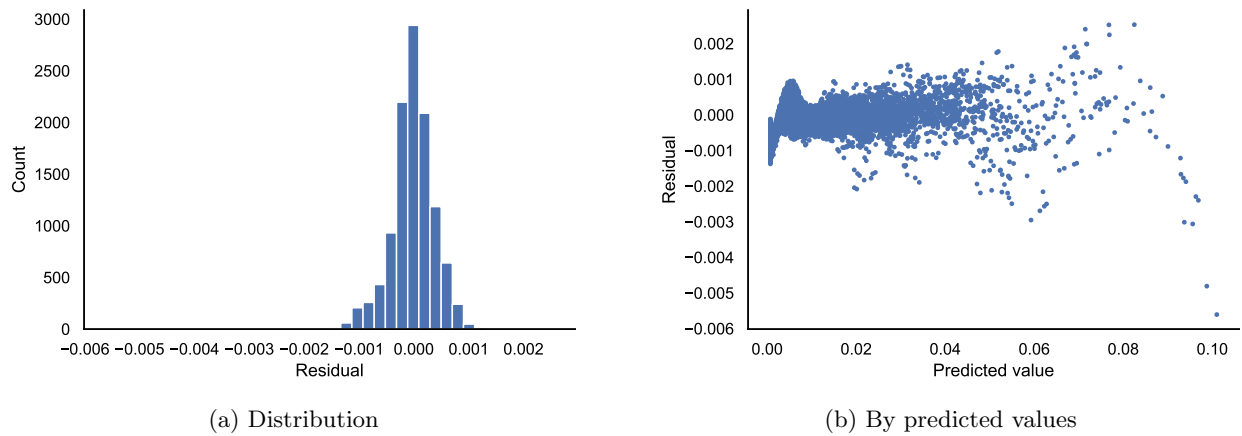 3000
2500
2000
1500
1000
500
0
Count
−0.006 −0.005 −0.004 −0.003 −0.002 −0.001 0.000 0.001 0.002
Residual
(a) Distribution
0.002
0.001
0.000
−0.001
−0.002
−0.003
−0.004
−0.005
−0.006
Residual
0.00 0.02 0.04 0.06 0.08 0.10
Predicted value
(b) By predicted values